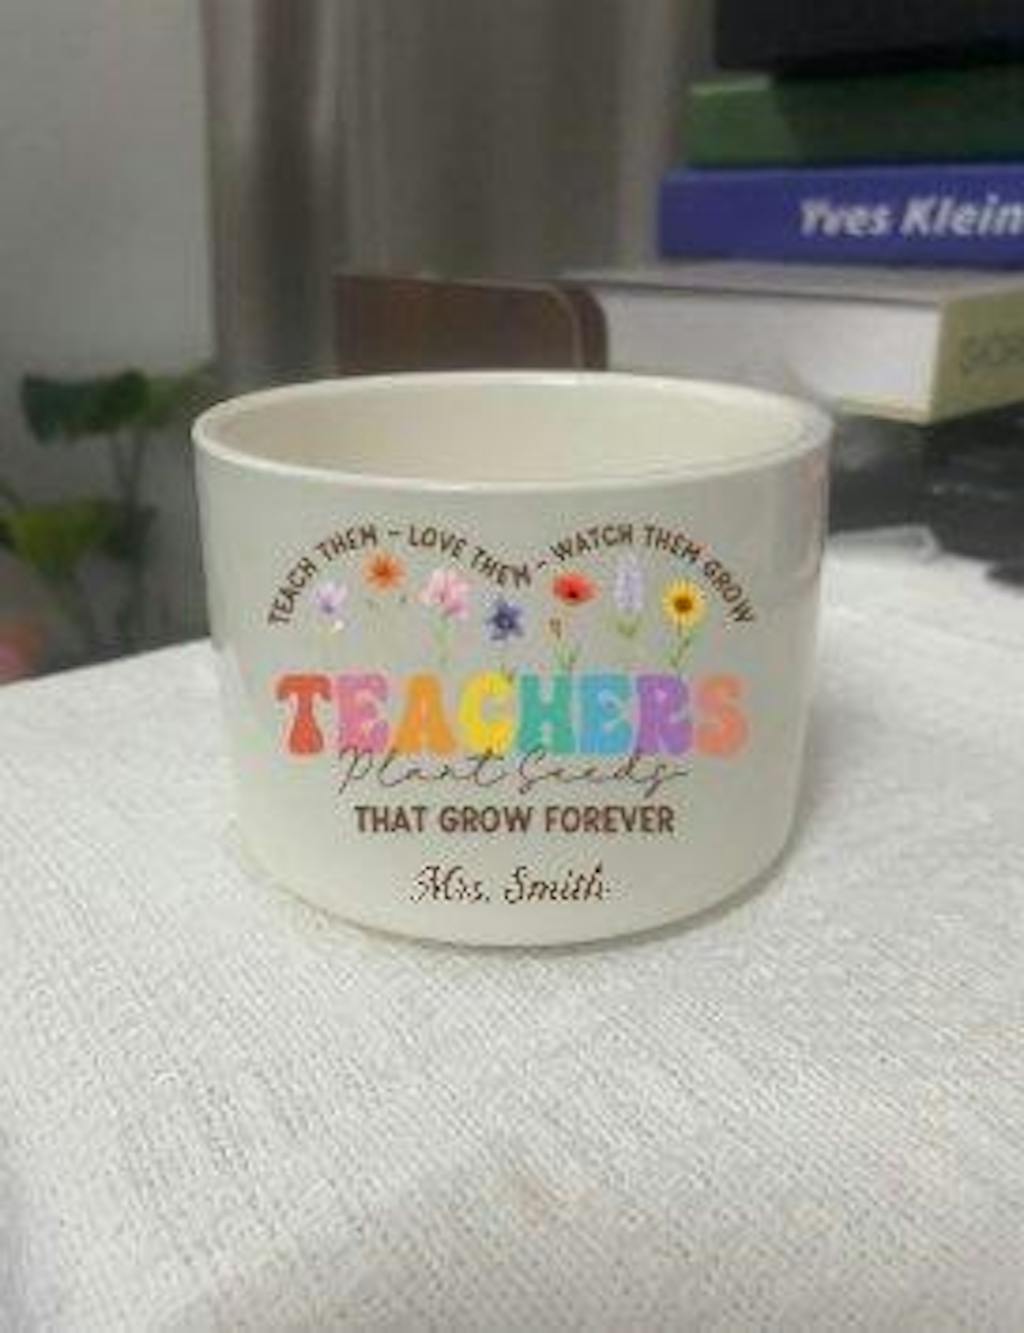 Yves Klein
TEACH THEM - LOVE THEM - WATCH THEM GROW
TEACHERS
Plant Seeds
THAT GROW FOREVER
Mrs. Smith